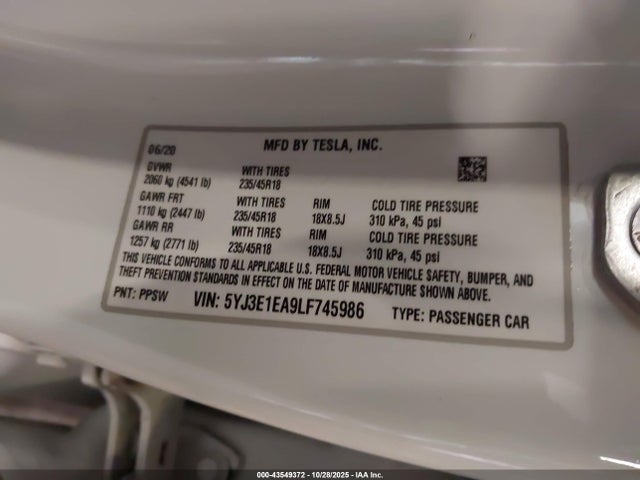 06/20 MFD BY TESLA, INC.
GVWR WITH TIRES
2060 kg (4541 lb) 235/45R18
GAWR FRT WITH TIRES RIM COLD TIRE PRESSURE
1110 kg (2447 lb) 235/45R18 18X8.5J 310 kPa, 45 psi
GAWR RR WITH TIRES RIM COLD TIRE PRESSURE
1257 kg (2771 lb) 235/45R18 18X8.5J 310 kPa, 45 psi
THIS VEHICLE CONFORMS TO ALL APPLICABLE U.S. FEDERAL MOTOR VEHICLE SAFETY, BUMPER, AND
THEFT PREVENTION STANDARDS IN EFFECT ON THE DATE OF MANUFACTURE SHOWN ABOVE.
PNT: PPSW VIN: 5YJ3E1EA9LF745986 TYPE: PASSENGER CAR
000-43549372 - 10/28/2025 - IAA Inc.